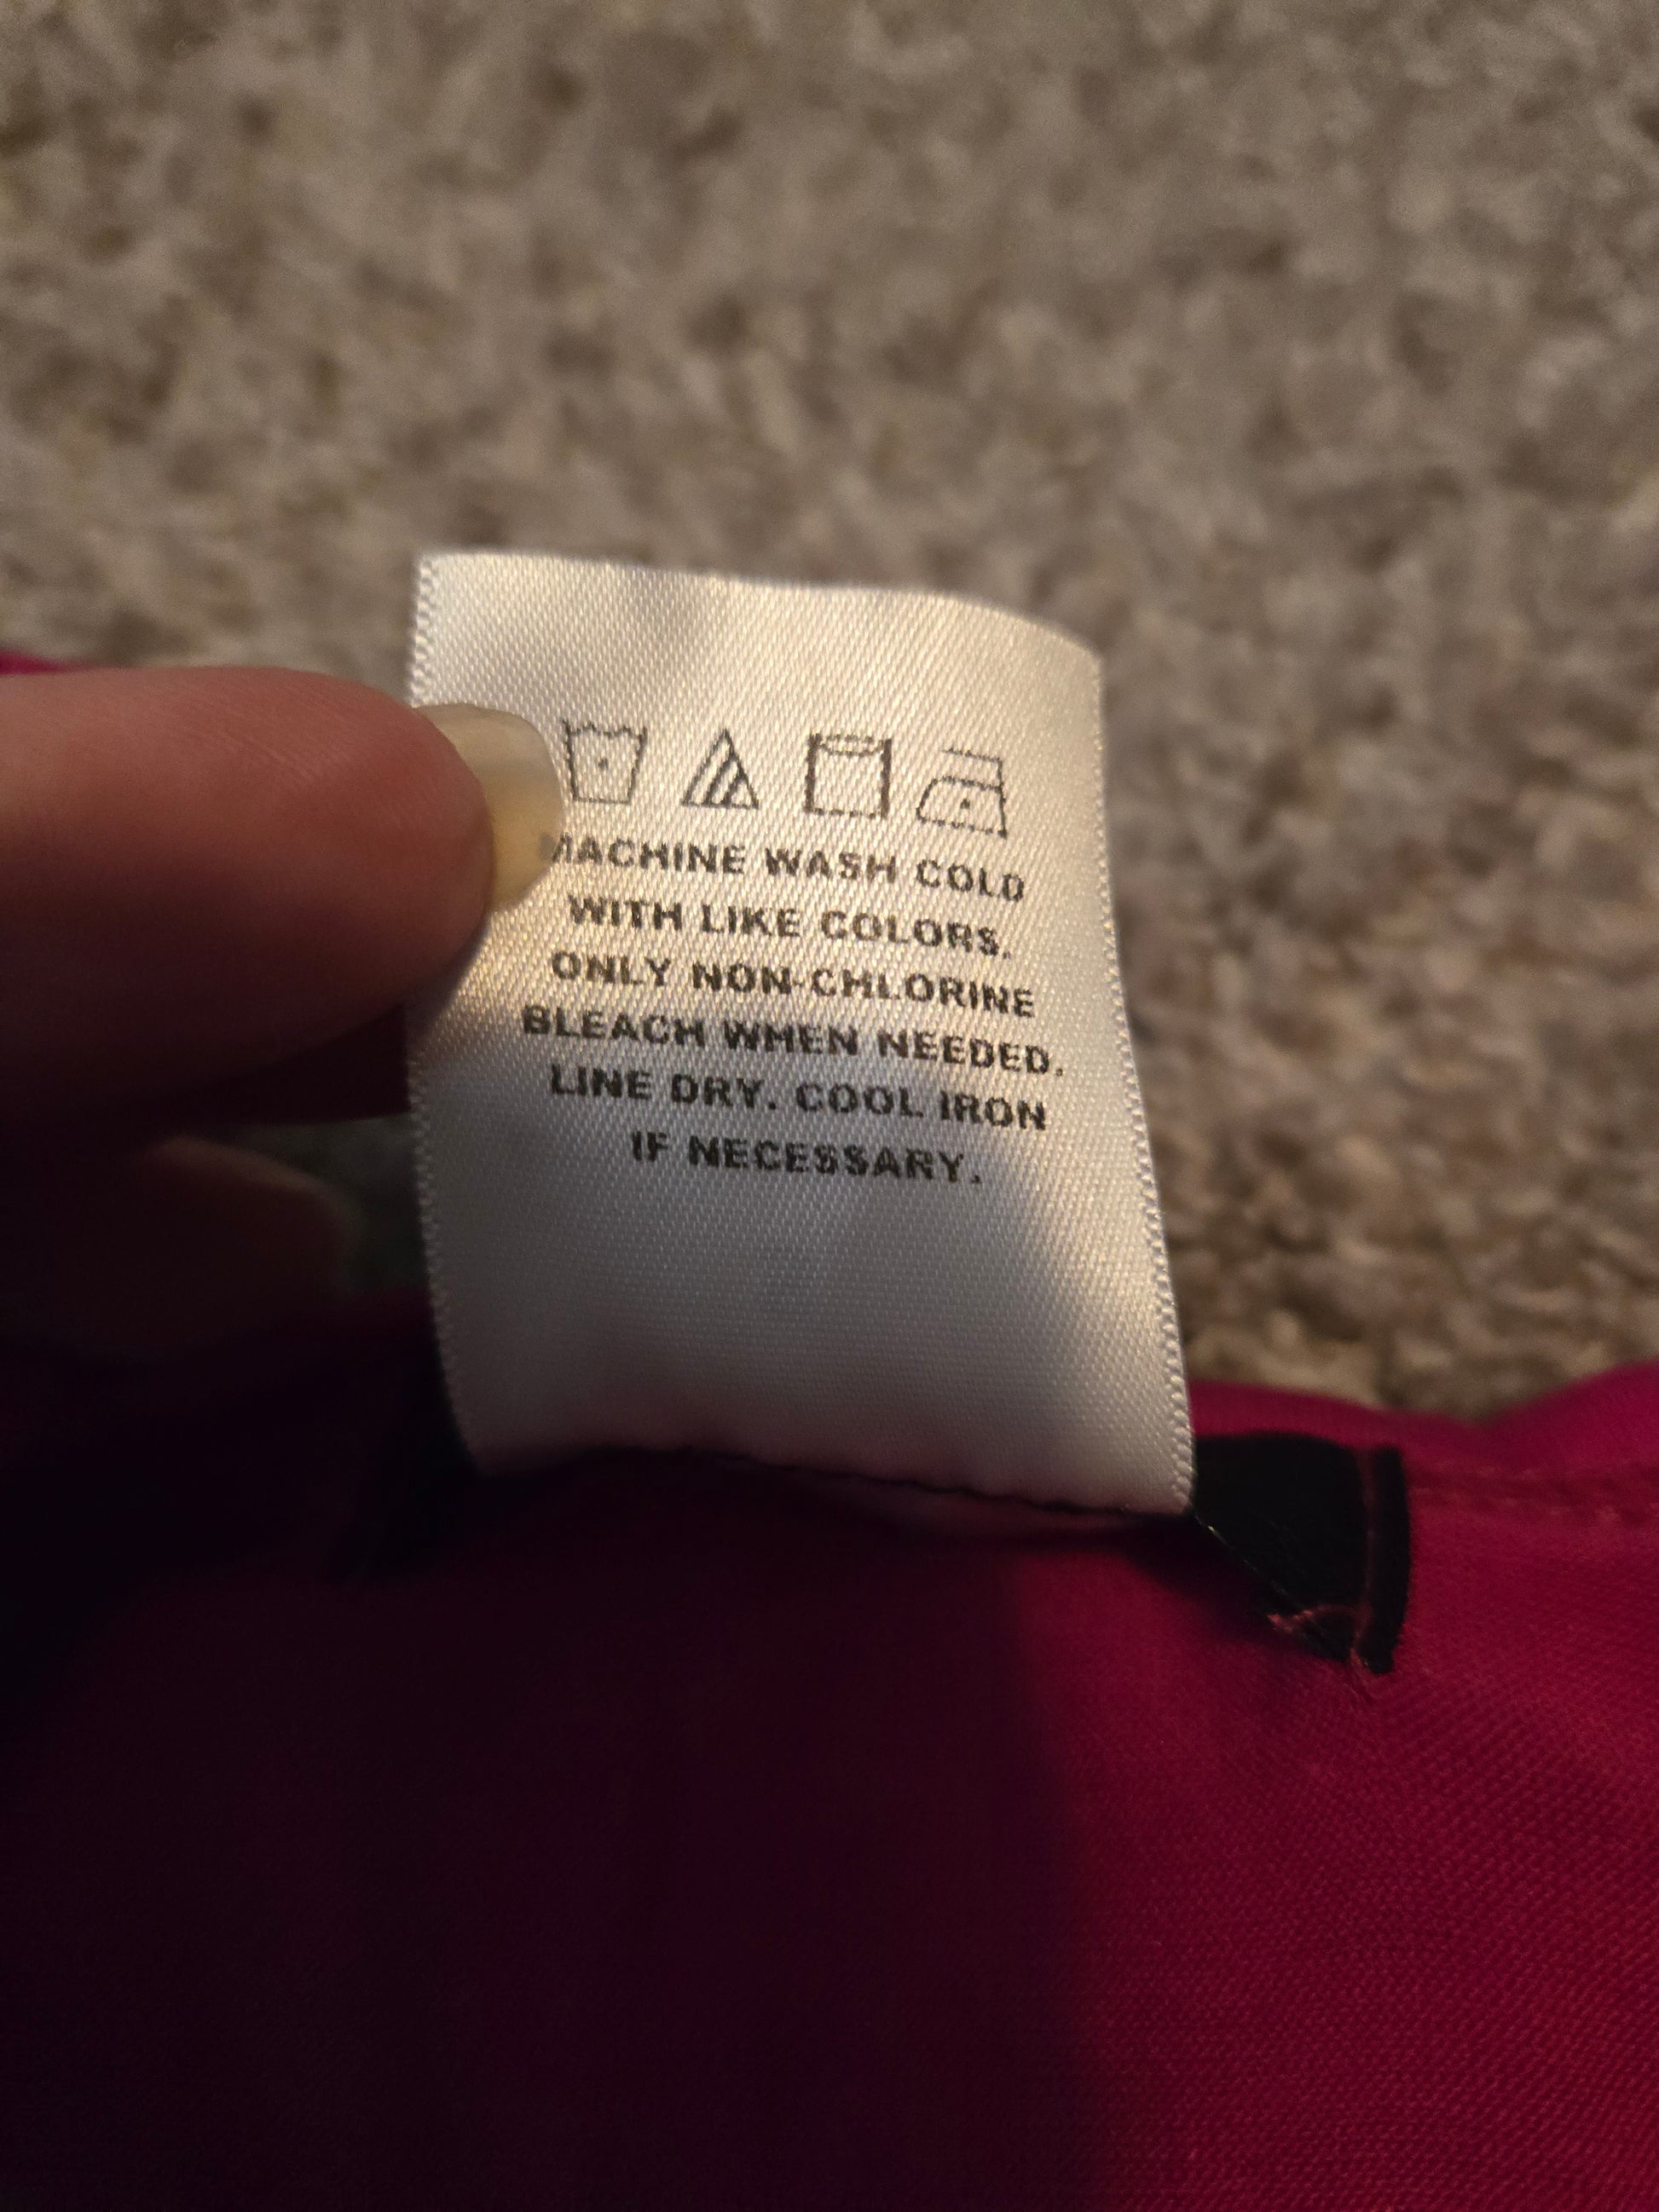 MACHINE WASH COLD
WITH LIKE COLORS.
ONLY NON-CHLORINE
BLEACH WHEN NEEDED.
LINE DRY. COOL IRON
IF NECESSARY.